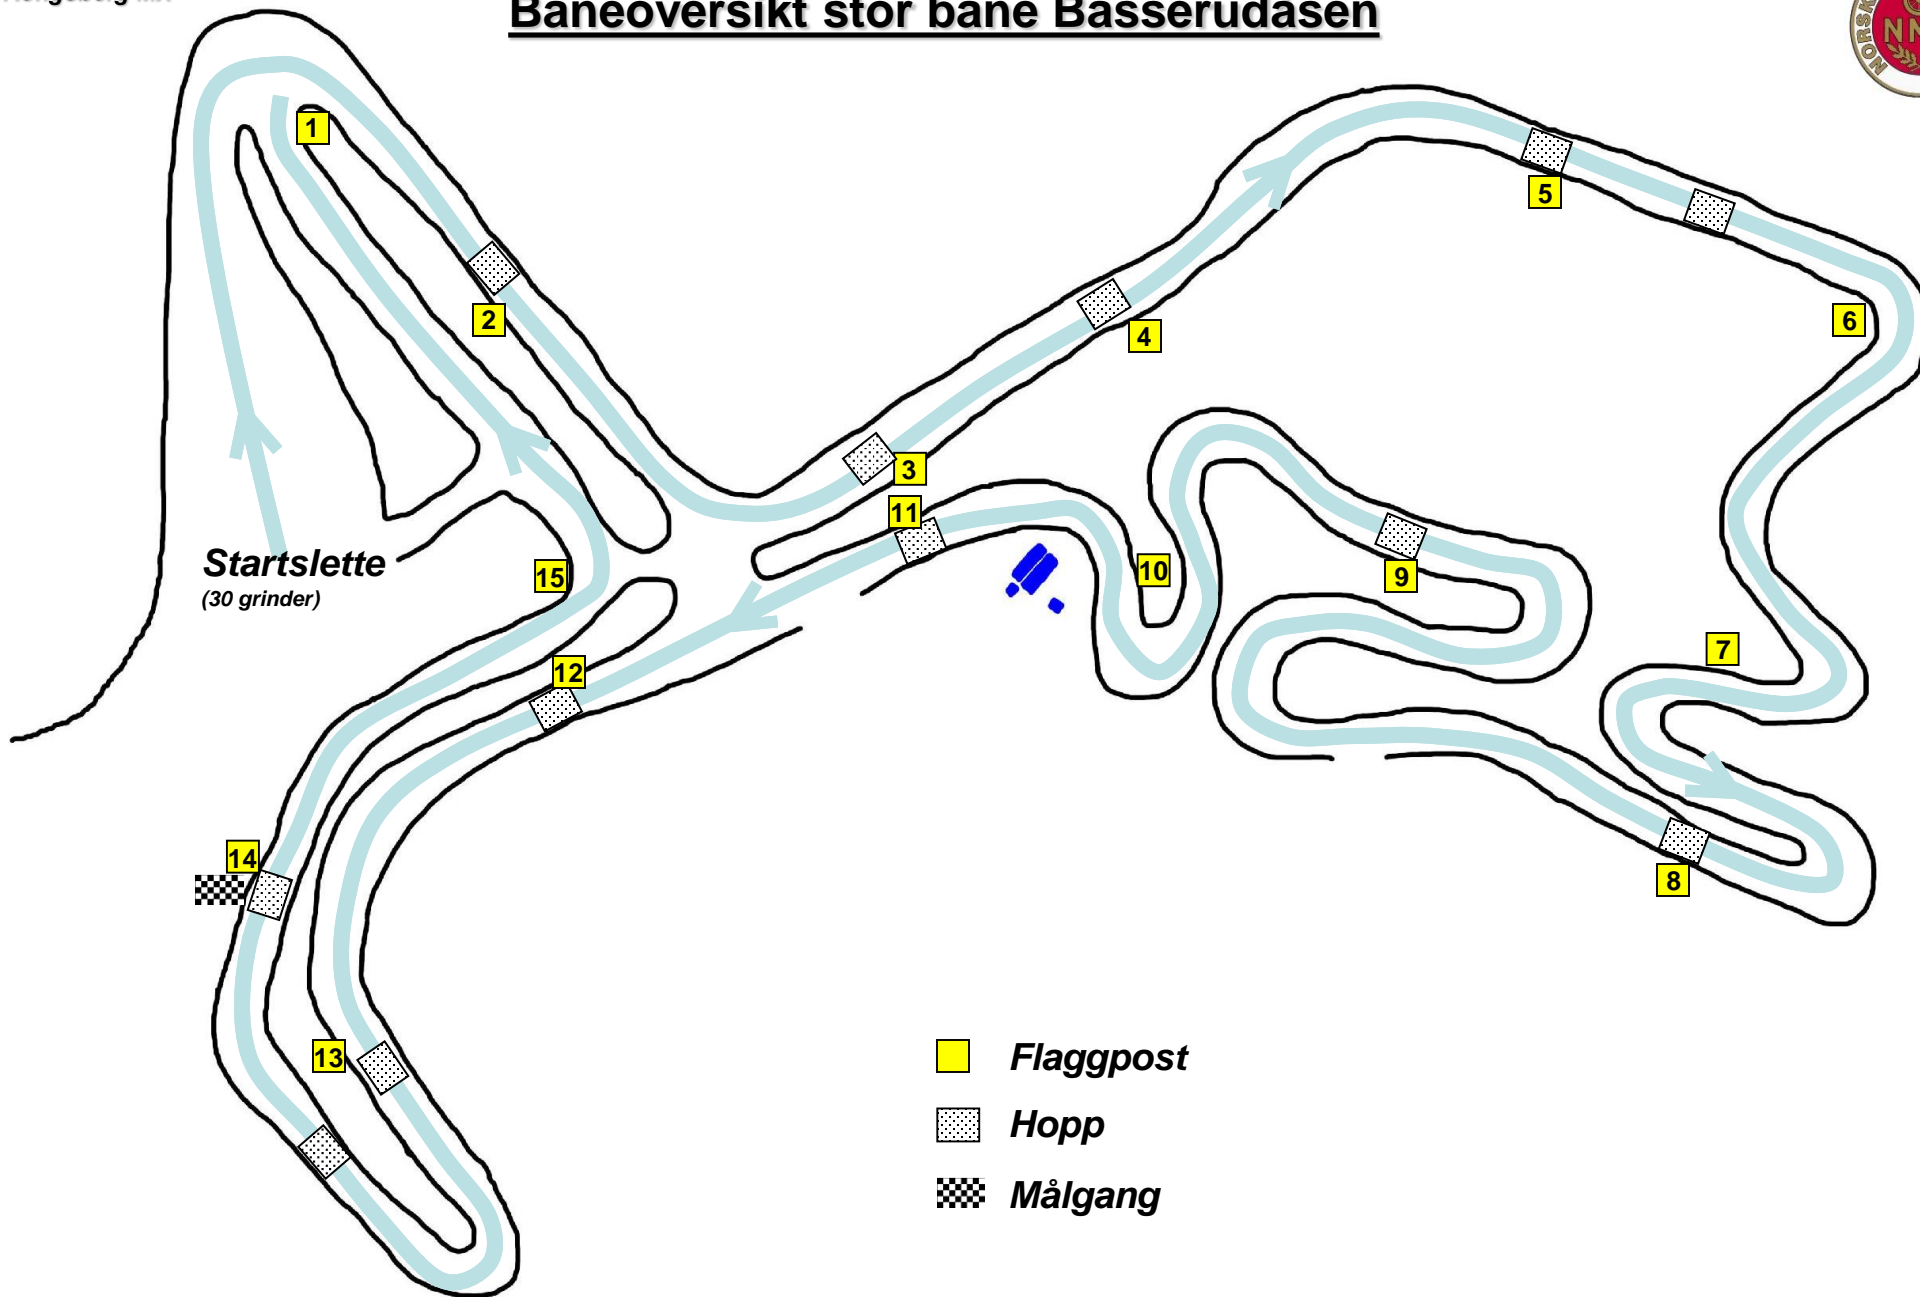 Baneoversikt stor bane Basserudåsen
1
2
3
4
5
6
7
8
9
10
11
12
13
14
15
Startslette
(30 grinder)
Flaggpost
Hopp
Målgang